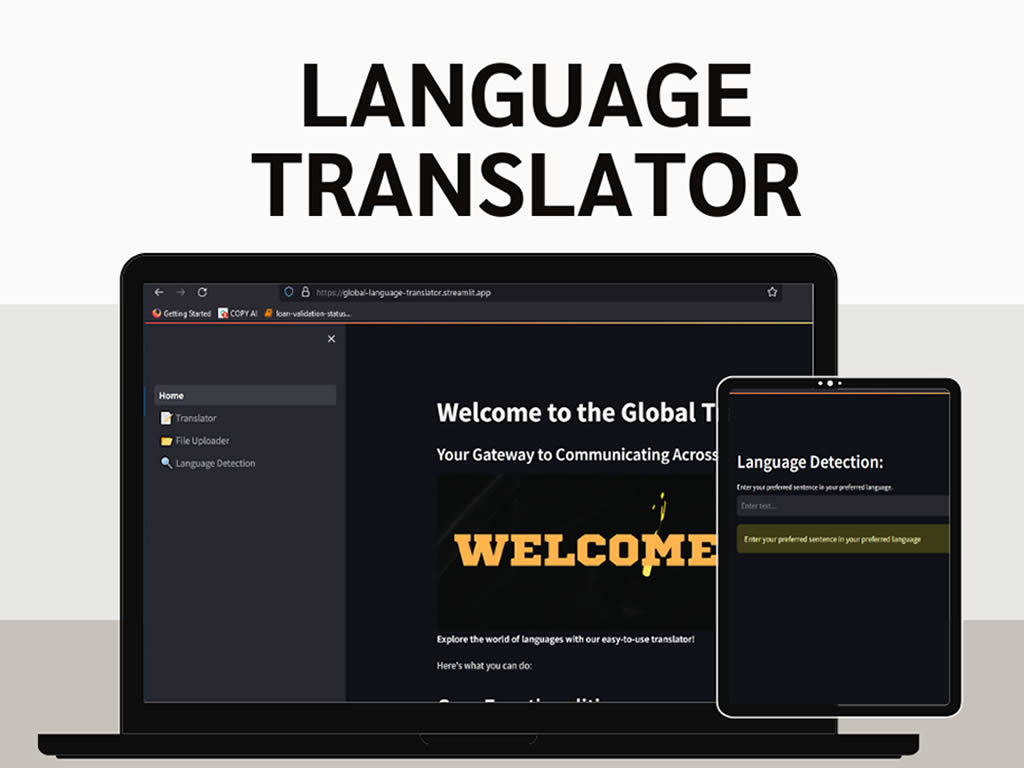 LANGUAGE
TRANSLATOR
https://global-language-translator.streamlit.app
Getting Started COPY AI loan-validation-status...
Home
Translator
File Uploader
Language Detection
Welcome to the Global T
Your Gateway to Communicating Across
WELCOME
Explore the world of languages with our easy-to-use translator!
Here's what you can do:
Language Detection:
Enter your preferred sentence in your preferred language.
Enter text...
Enter your preferred sentence in your preferred language